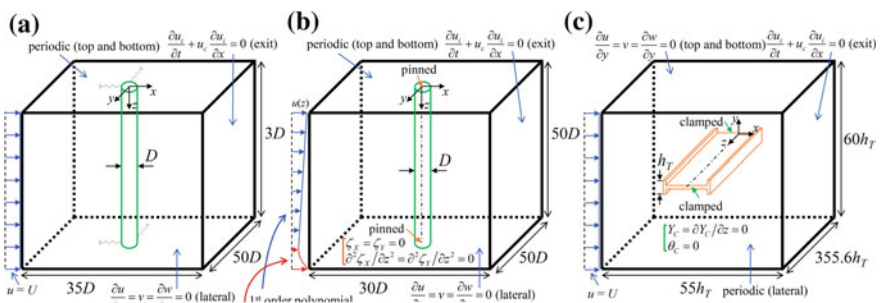 (a)
periodic (top and bottom) ∂u_i/∂t + u_c ∂u_i/∂x = 0 (exit)
x
y
z
D
3D
50D
u = U
35D
∂u/∂y = v = ∂w/∂y = 0 (lateral)
(b)
periodic (top and bottom) ∂u_i/∂t + u_c ∂u_i/∂x = 0 (exit)
pinned
u(z)
x
y
z
D
50D
pinned
ζ_X = ζ_Y = 0
∂²ζ_X/∂z² = ∂²ζ_Y/∂z² = 0
50D
1st order polynomial
30D
= v = ∂w/∂y = 0 (lateral)
(c)
∂u/∂y = v = ∂w/∂y = 0 (top and bottom) ∂u_i/∂t + u_c ∂u_i/∂x = 0 (exit)
y
x
z
clamped
h_T
clamped
60h_T
Y_C = ∂Y_C/∂z = 0
θ_C = 0
355.6h_T
u = U
55h_T
periodic (lateral)